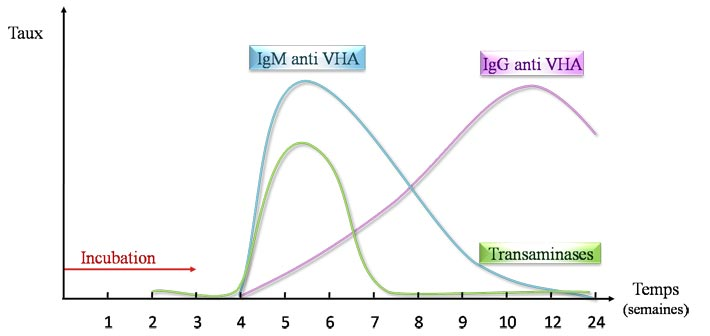 Taux
IgM anti VHA
IgG anti VHA
Incubation
Transaminases
Temps
(semaines)
1 2 3 4 5 6 7 8 9 10 12 24